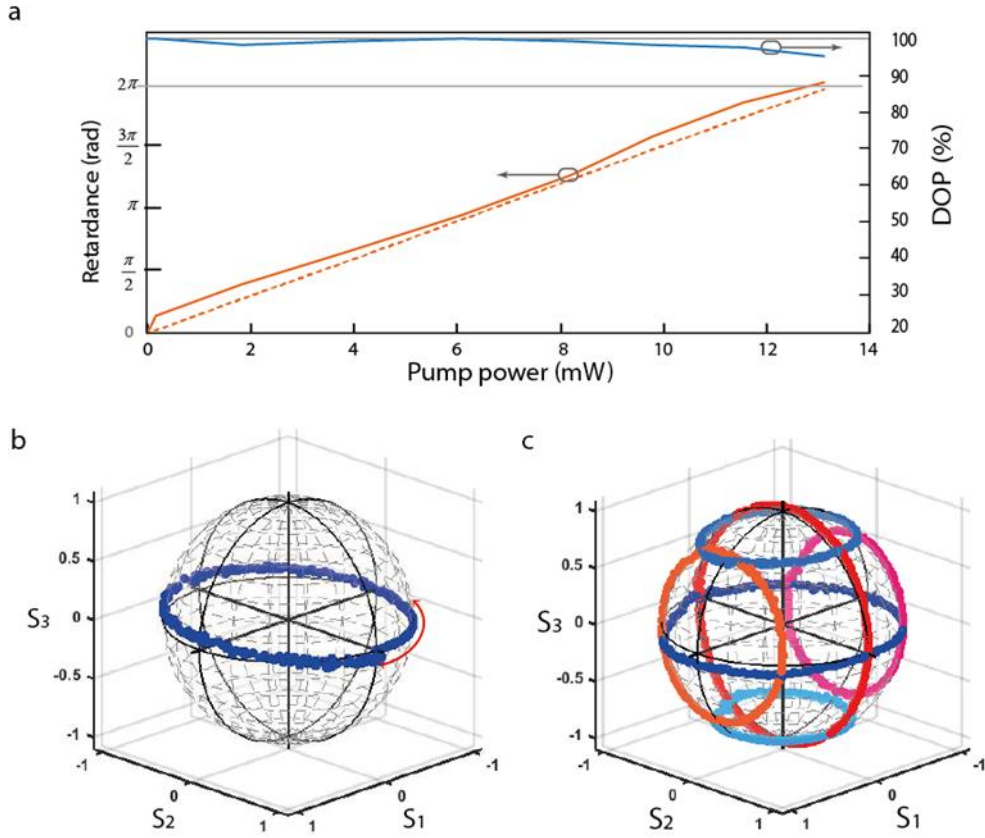 a
2π
3π/2
π
π/2
0
Retardance (rad)
100
90
80
70
60
50
40
30
20
DOP (%)
0 2 4 6 8 10 12 14
Pump power (mW)
b
1
0.5
S3 0
-0.5
-1
-1 0 1 1 0 -1
S2 S1
c
1
0.5
S3 0
-0.5
-1
-1 0 1 1 0 -1
S2 S1